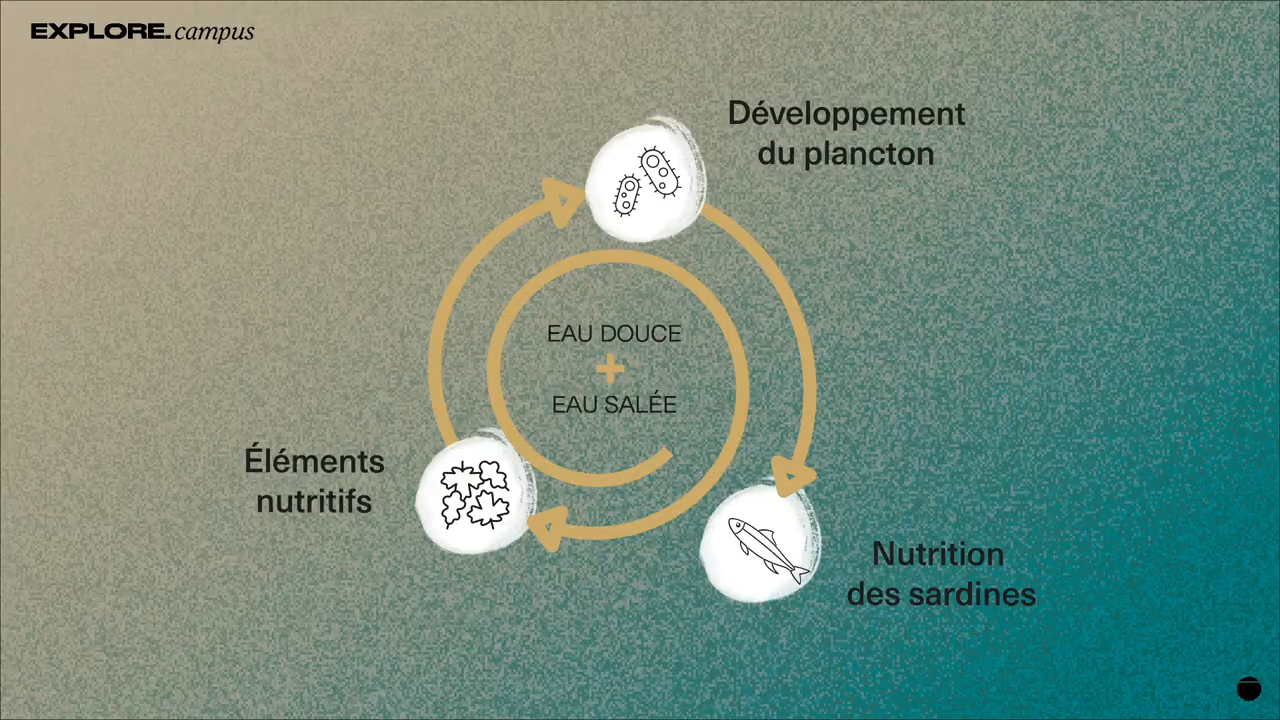 EXPLORE.campus
Développement
du plancton
EAU DOUCE
+
EAU SALÉE
Éléments
nutritifs
Nutrition
des sardines